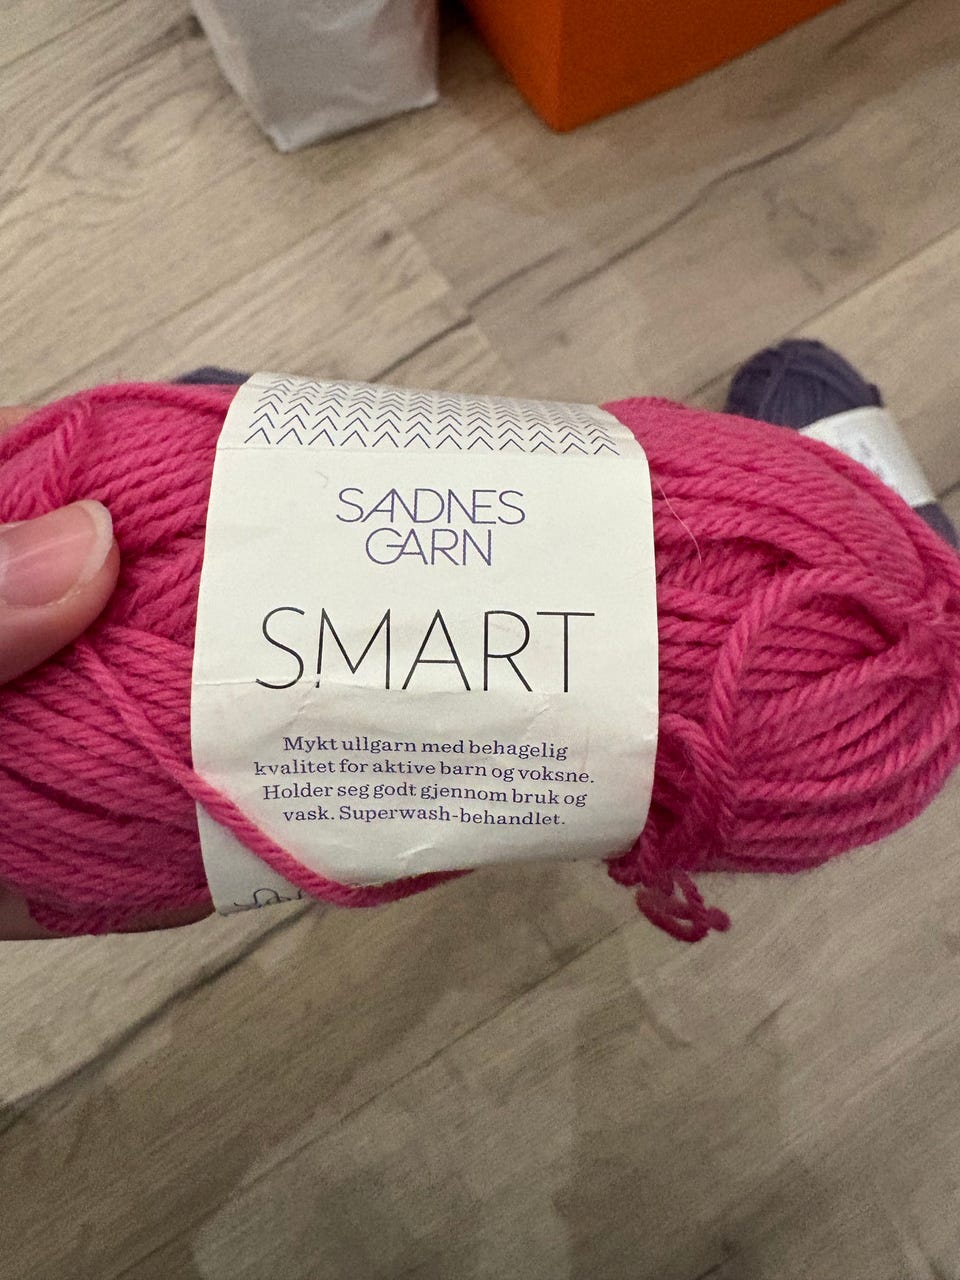 SANDNES
GARN
SMART
Mykt ullgarn med behagelig
kvalitet for aktive barn og voksne.
Holder seg godt gjennom bruk og
vask. Superwash-behandlet.